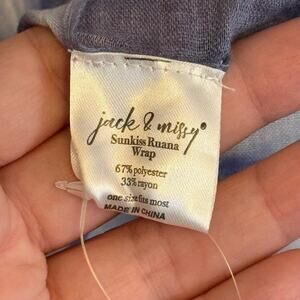 jack & missy®
Sunkiss Ruana
Wrap
67% polyester
33% rayon
one size fits most
MADE IN CHINA